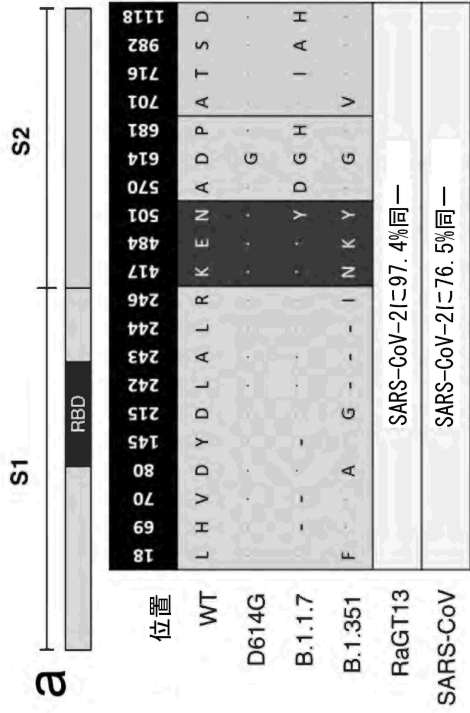 a
S1 S2
RBD
位置 18 69 70 80 145 215 242 243 244 246 417 484 501 570 614 681 701 716 982 1118
WT L H V D Y D L A L R K E N A D P A T S D
D614G · · · · · · · · · · · · · · G · · · · ·
B.1.1.7 · - - · - · · · · · · · Y D G H · I A H
B.1.351 F · · A · G - - - I N K Y · G · V · · ·
RaGT13 SARS-CoV-2に97.4%同一
SARS-CoV SARS-CoV-2に76.5%同一